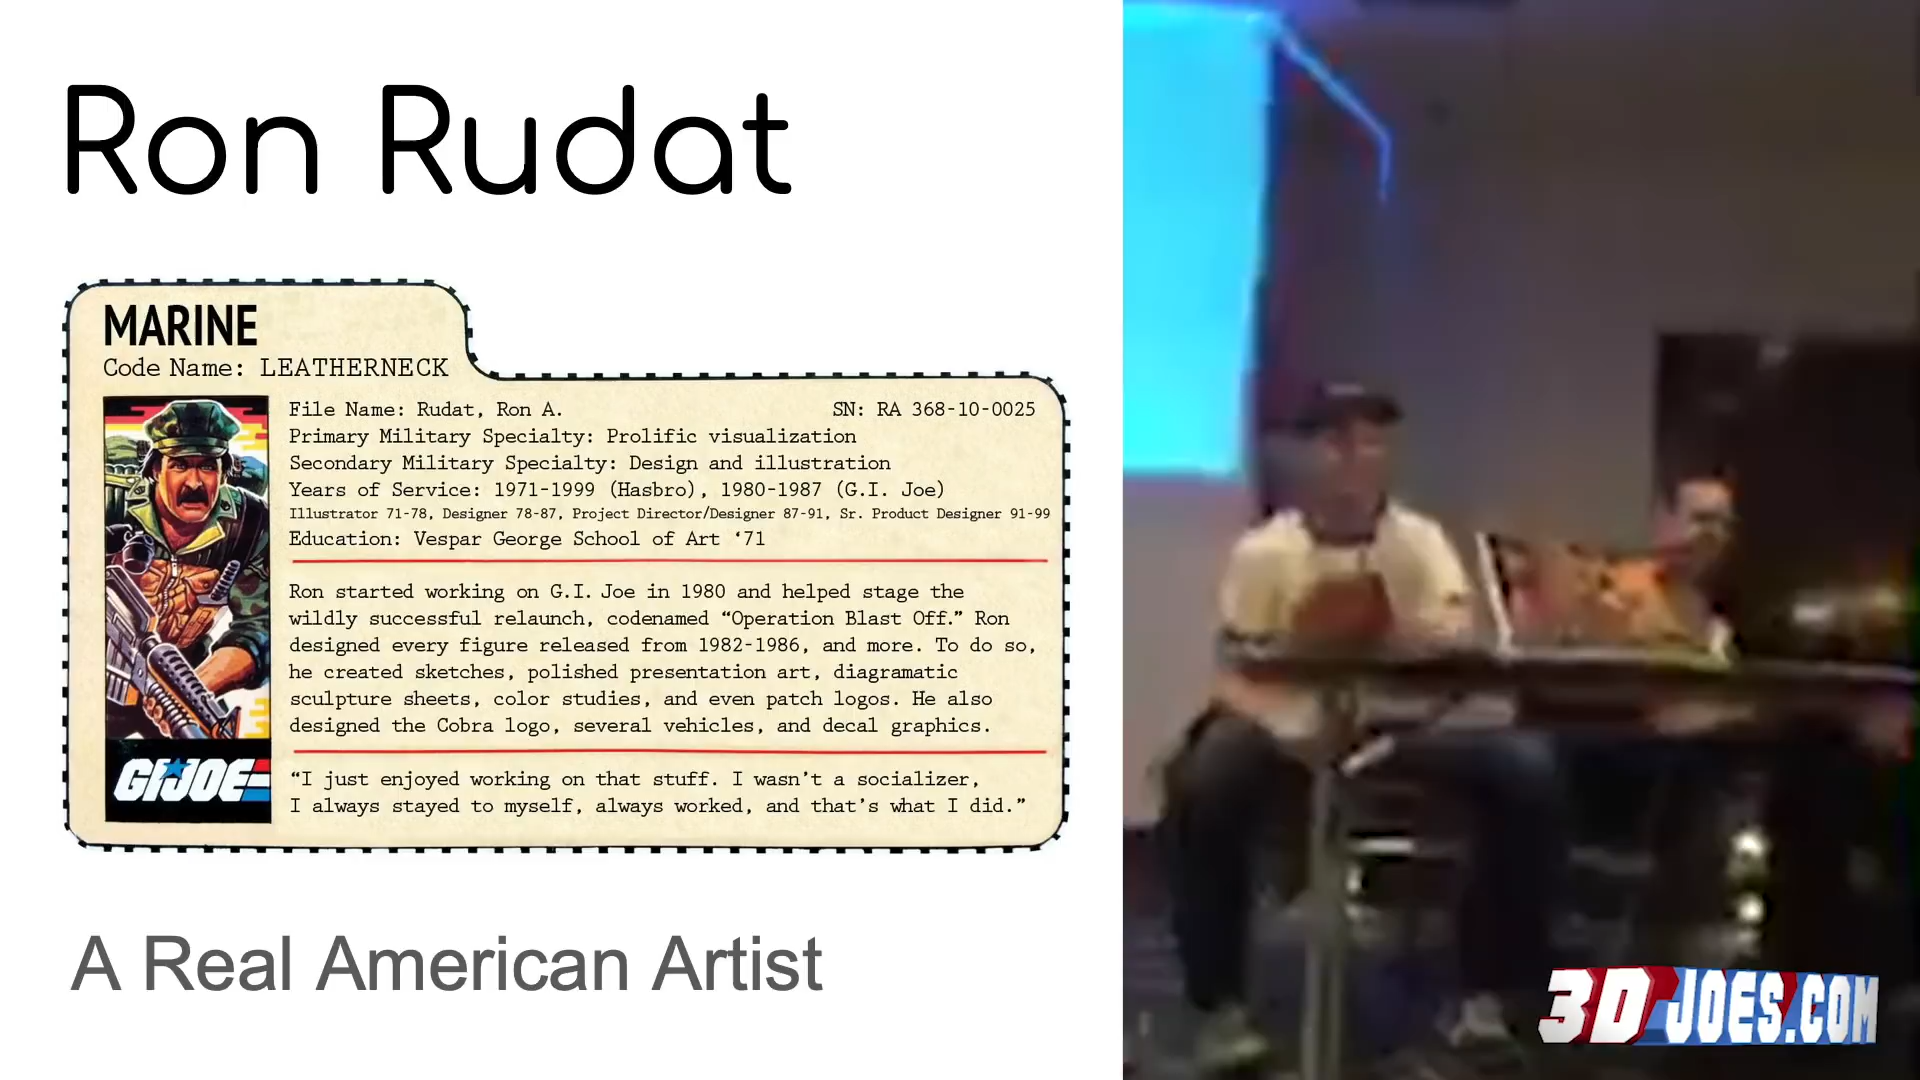 Ron Rudat
MARINE
Code Name: LEATHERNECK
File Name: Rudat, Ron A. SN: RA 368-10-0025
Primary Military Specialty: Prolific visualization
Secondary Military Specialty: Design and illustration
Years of Service: 1971-1999 (Hasbro), 1980-1987 (G.I. Joe)
Illustrator 71-78, Designer 78-87, Project Director/Designer 87-91, Sr. Product Designer 91-99
Education: Vespar George School of Art ‘71
Ron started working on G.I. Joe in 1980 and helped stage the
wildly successful relaunch, codenamed “Operation Blast Off.” Ron
designed every figure released from 1982-1986, and more. To do so,
he created sketches, polished presentation art, diagramatic
sculpture sheets, color studies, and even patch logos. He also
designed the Cobra logo, several vehicles, and decal graphics.
“I just enjoyed working on that stuff. I wasn’t a socializer,
I always stayed to myself, always worked, and that’s what I did.”
GIJOE
A Real American Artist
3DJOES.COM